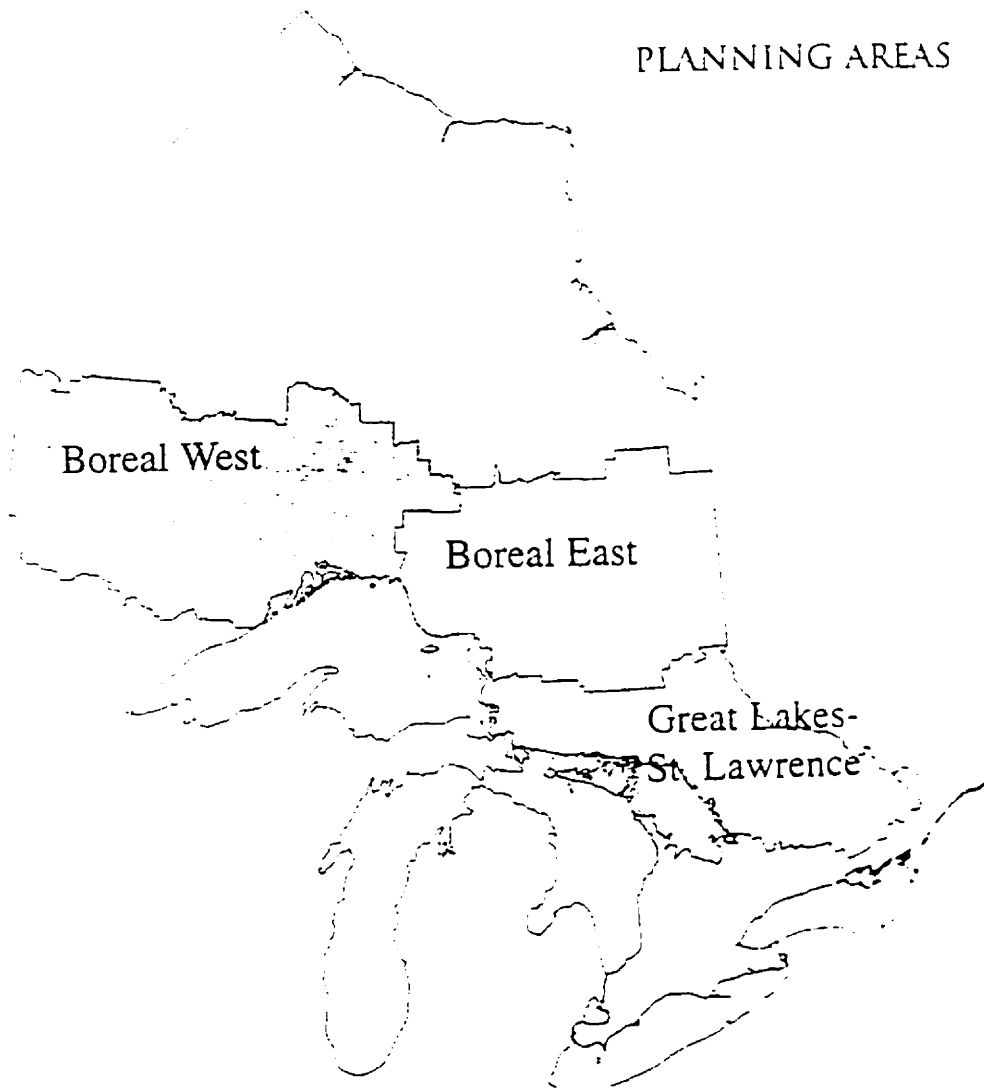 PLANNING AREAS
Boreal West
Boreal East
Great Lakes-
St. Lawrence